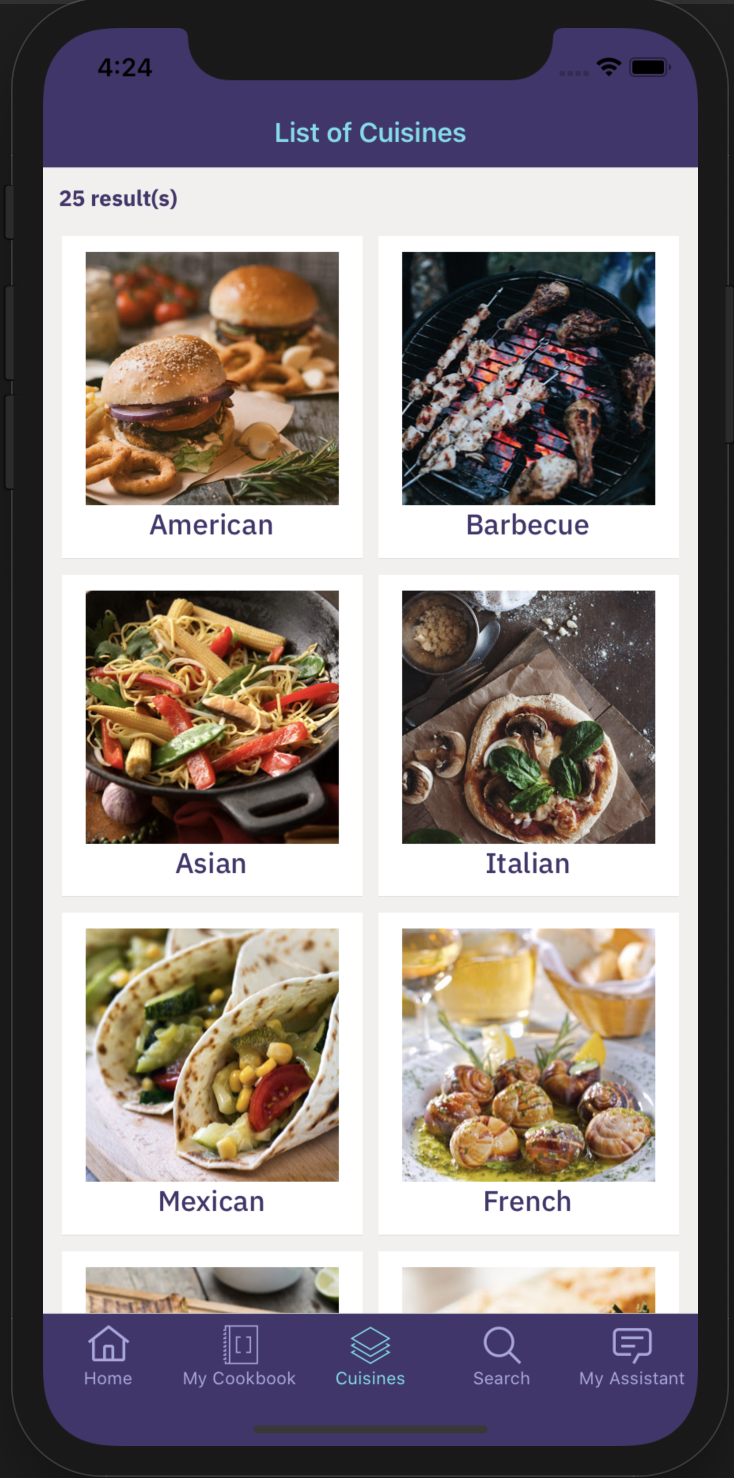 4:24
List of Cuisines
25 result(s)
American
Barbecue
Asian
Italian
Mexican
French
Home
My Cookbook
Cuisines
Search
My Assistant